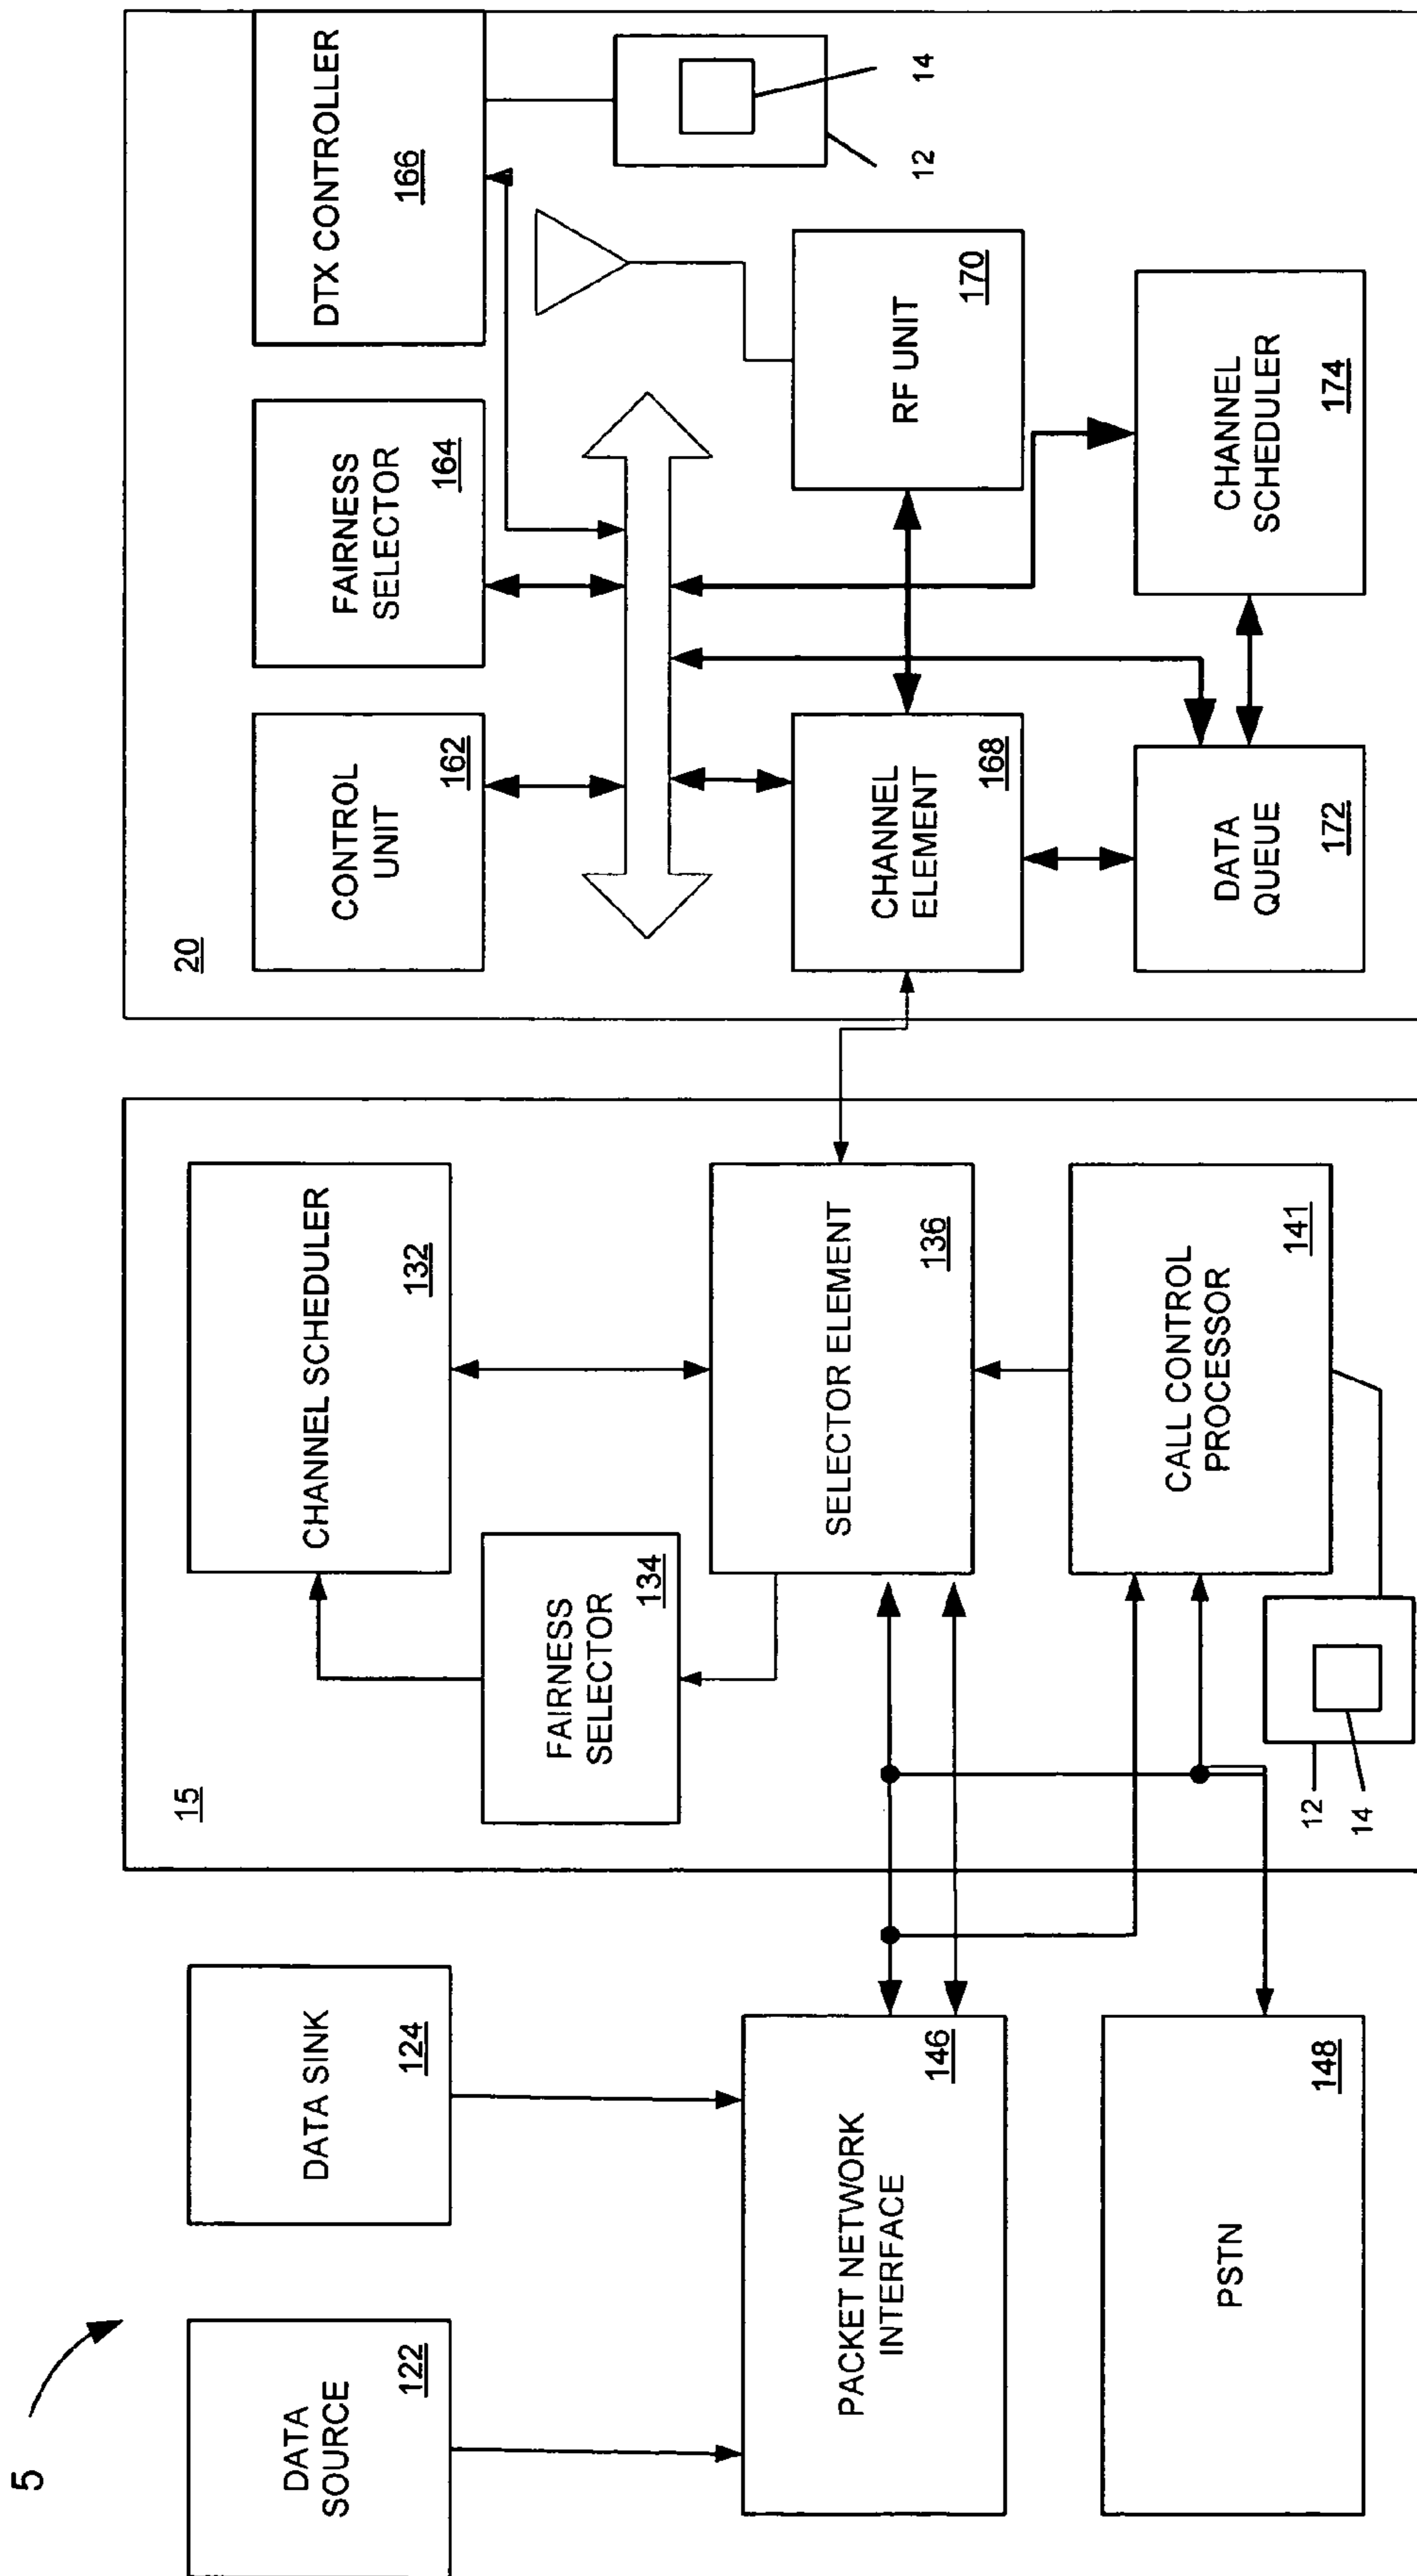 5
DATA
SOURCE
122
DATA SINK
124
PACKET NETWORK
INTERFACE
146
PSTN
148
15
CHANNEL SCHEDULER
132
FAIRNESS
SELECTOR
134
SELECTOR ELEMENT
136
CALL CONTROL
PROCESSOR
141
12
14
20
CONTROL
UNIT
162
FAIRNESS
SELECTOR
164
DTX CONTROLLER
166
14
12
CHANNEL
ELEMENT
168
RF UNIT
170
DATA
QUEUE
172
CHANNEL
SCHEDULER
174